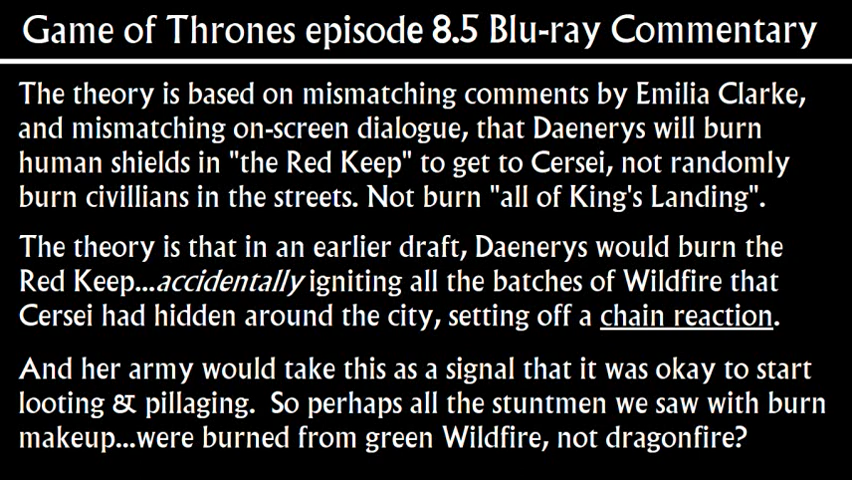 Game of Thrones episode 8.5 Blu-ray Commentary
The theory is based on mismatching comments by Emilia Clarke,
and mismatching on-screen dialogue, that Daenerys will burn
human shields in "the Red Keep" to get to Cersei, not randomly
burn civillians in the streets. Not burn "all of King's Landing".
The theory is that in an earlier draft, Daenerys would burn the
Red Keep...accidentally igniting all the batches of Wildfire that
Cersei had hidden around the city, setting off a chain reaction.
And her army would take this as a signal that it was okay to start
looting & pillaging. So perhaps all the stuntmen we saw with burn
makeup...were burned from green Wildfire, not dragonfire?